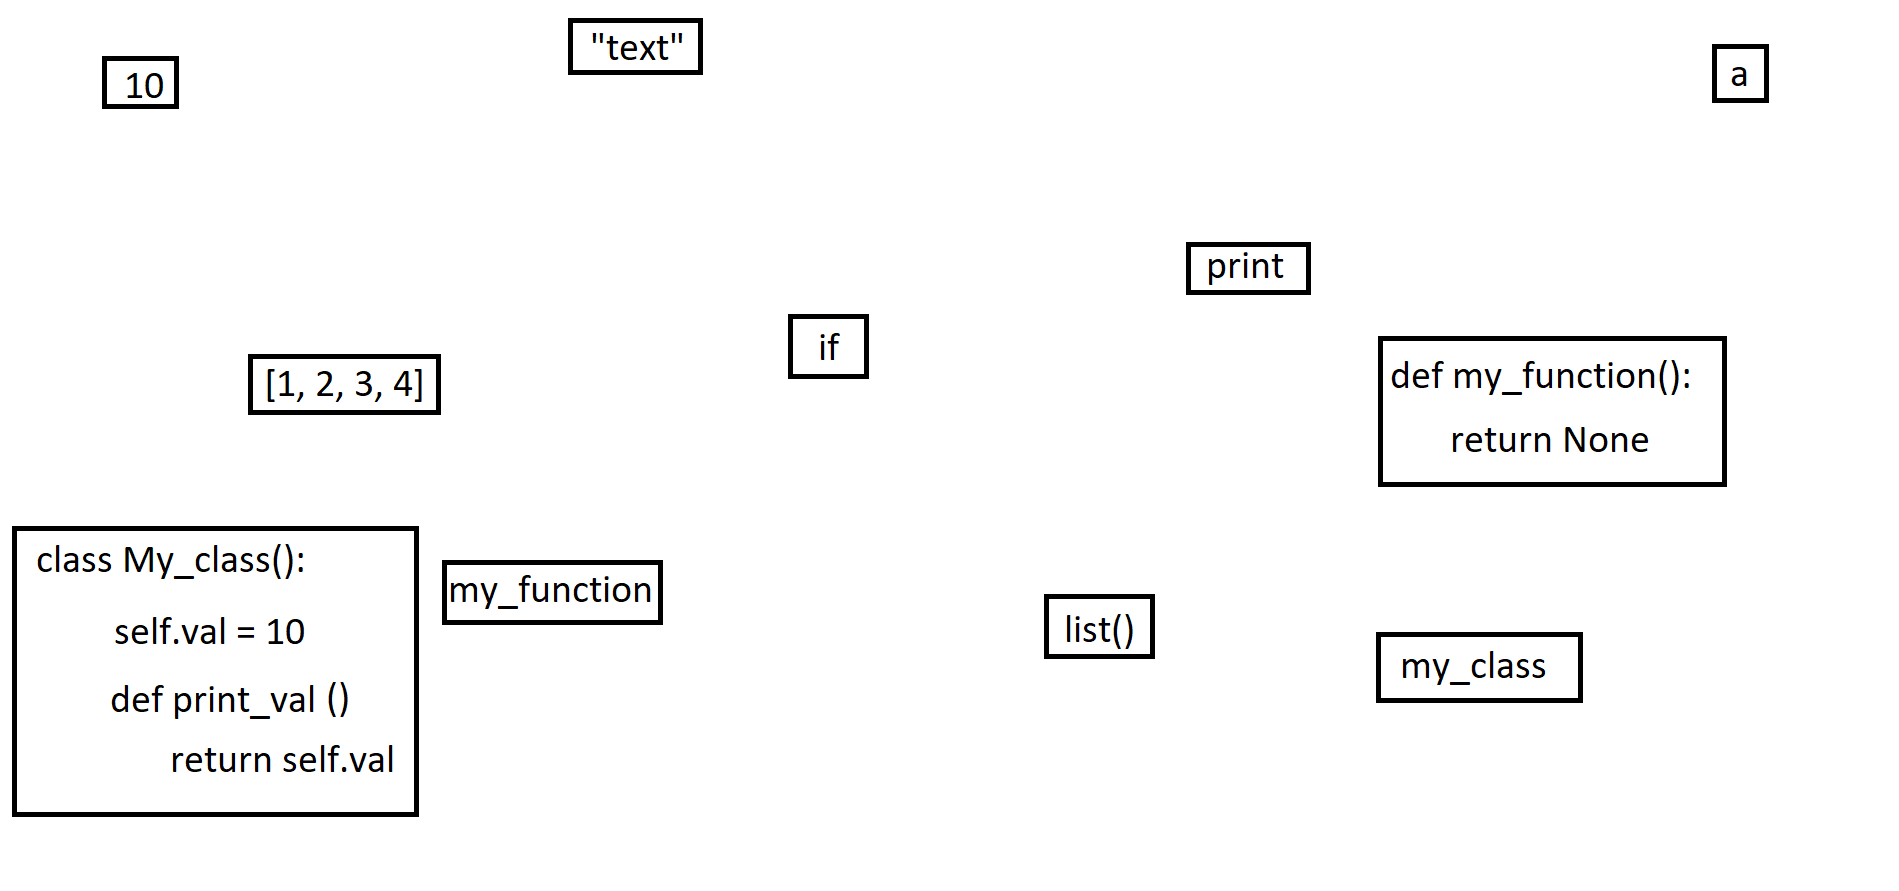 "text"
10
a
print
if
[1, 2, 3, 4]
def my_function():
return None
class My_class():
self.val = 10
def print_val ()
return self.val
my_function
list()
my_class